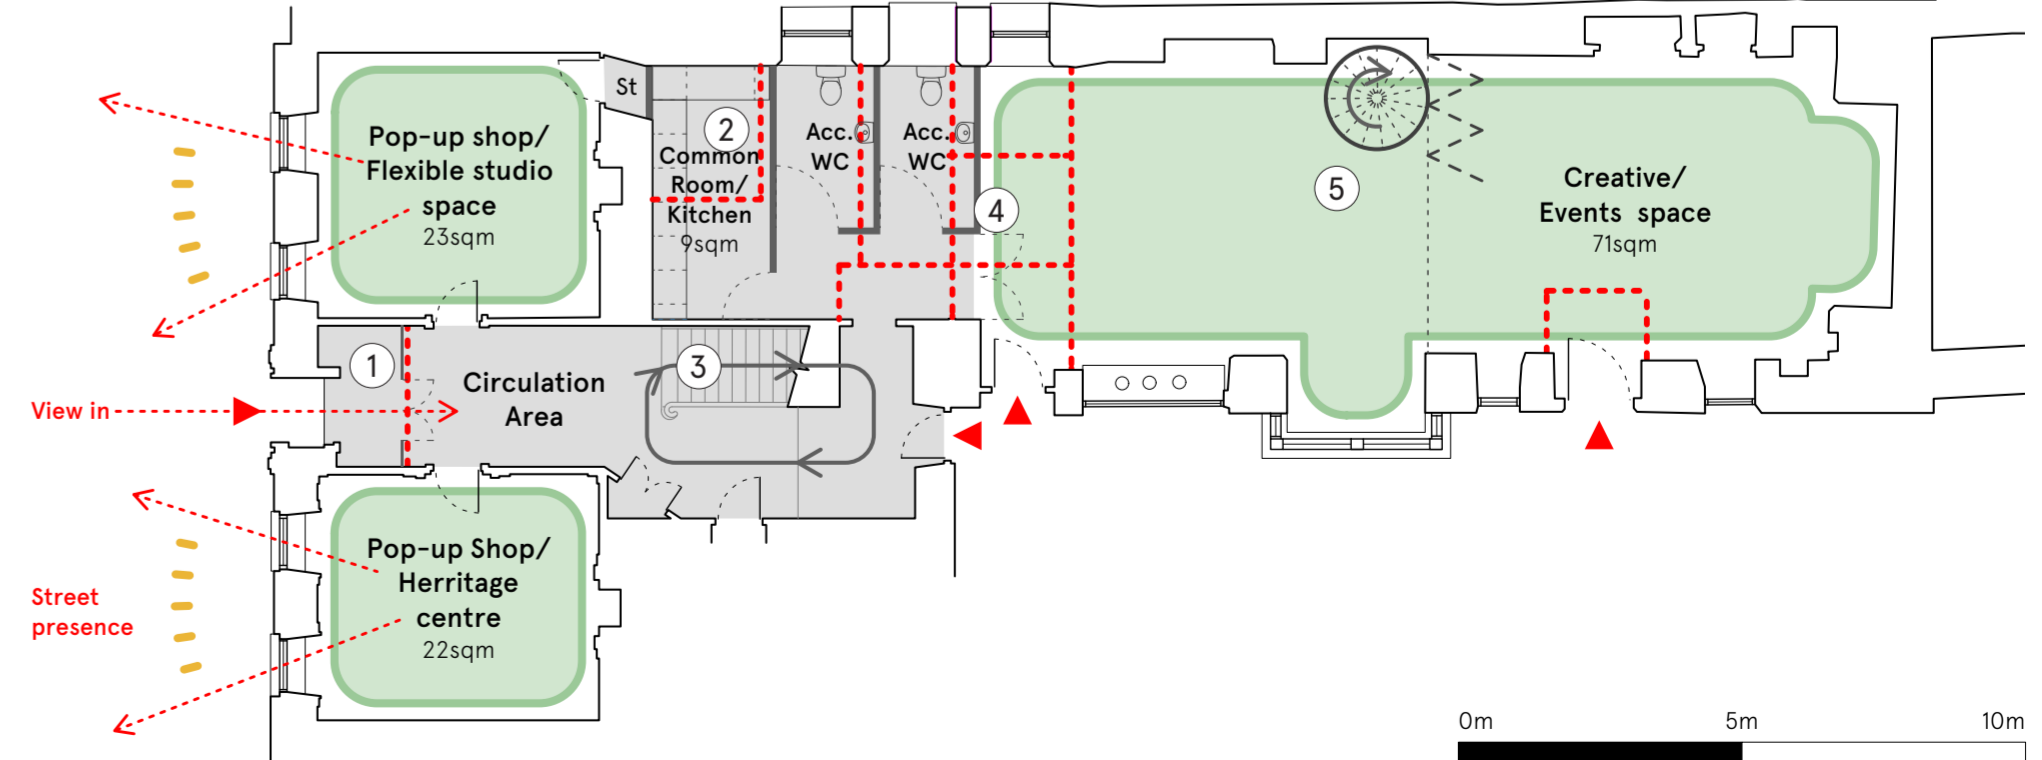 St
Pop-up shop/
Flexible studio
space
23sqm
2
Common
Room/
Kitchen
9sqm
Acc.
WC
Acc.
WC
4
5
Creative/
Events space
71sqm
1
Circulation
Area
3
View in
Pop-up Shop/
Herritage
centre
22sqm
Street
presence
0m 5m 10m